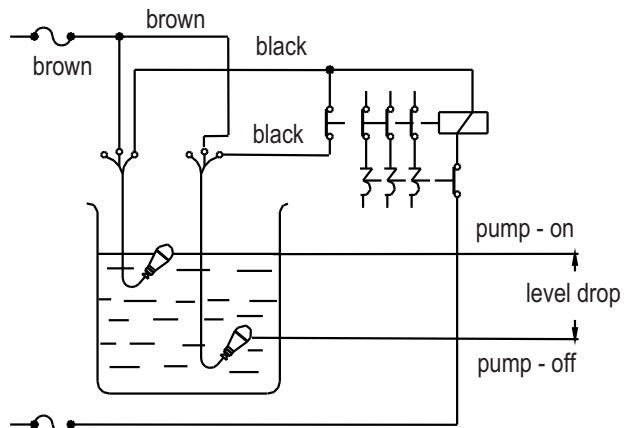 brown
black
brown
black
pump - on
level drop
pump - off